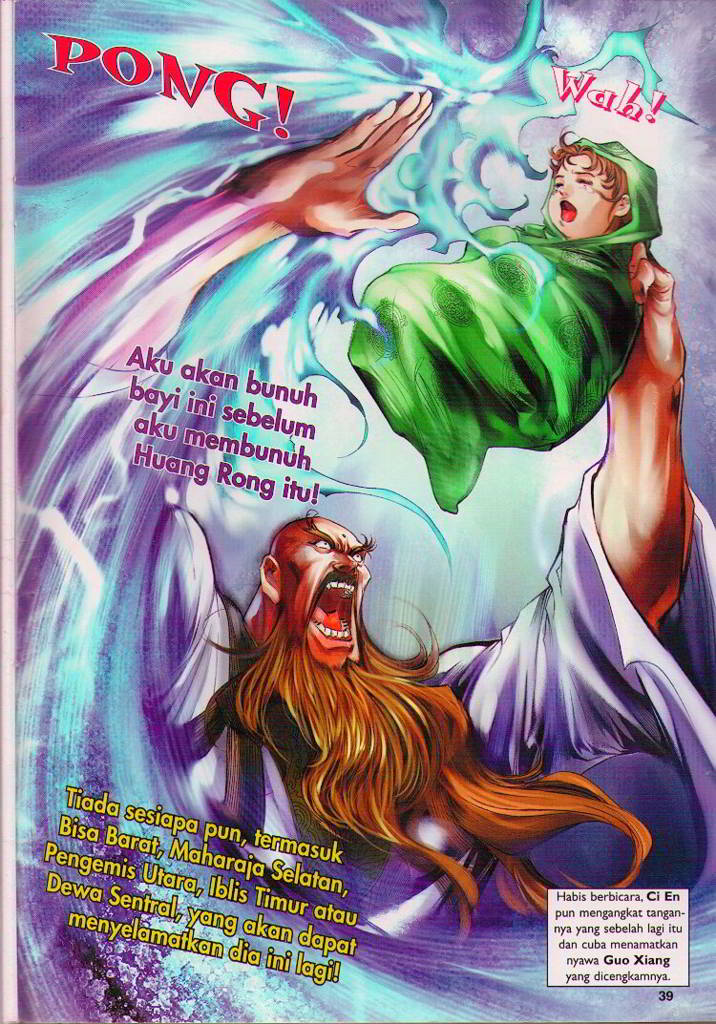 PONG!
Wah!
Aku akan bunuh
bayi ini sebelum
aku membunuh
Huang Rong itu!
Tiada sesiapa pun, termasuk
Bisa Barat, Maharaja Selatan,
Pengemis Utara, Iblis Timur atau
Dewa Sentral, yang akan dapat
menyelamatkan dia ini lagi!
Habis berbicara, Ci En
pun mengangkat tangan-
nya yang sebelah lagi itu
dan cuba menamatkan
nyawa Guo Xiang
yang dicengkamnya.
39